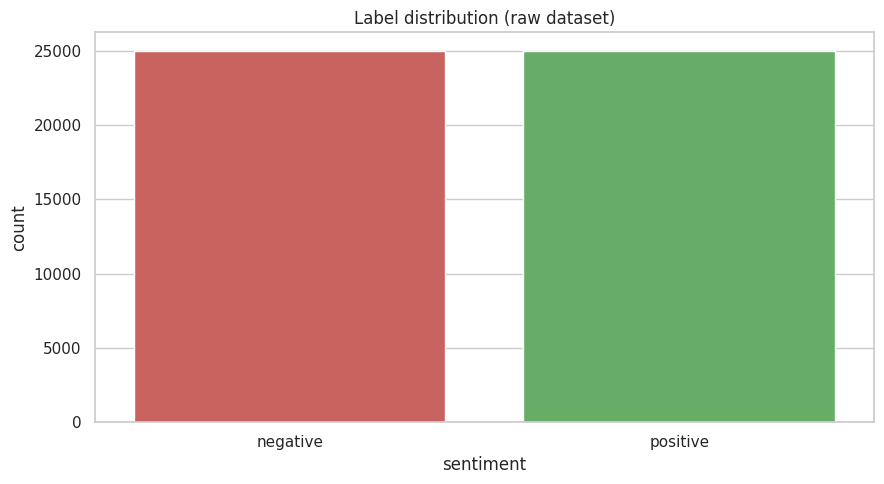 Label distribution (raw dataset)
25000
20000
15000
10000
5000
0
count
negative positive
sentiment